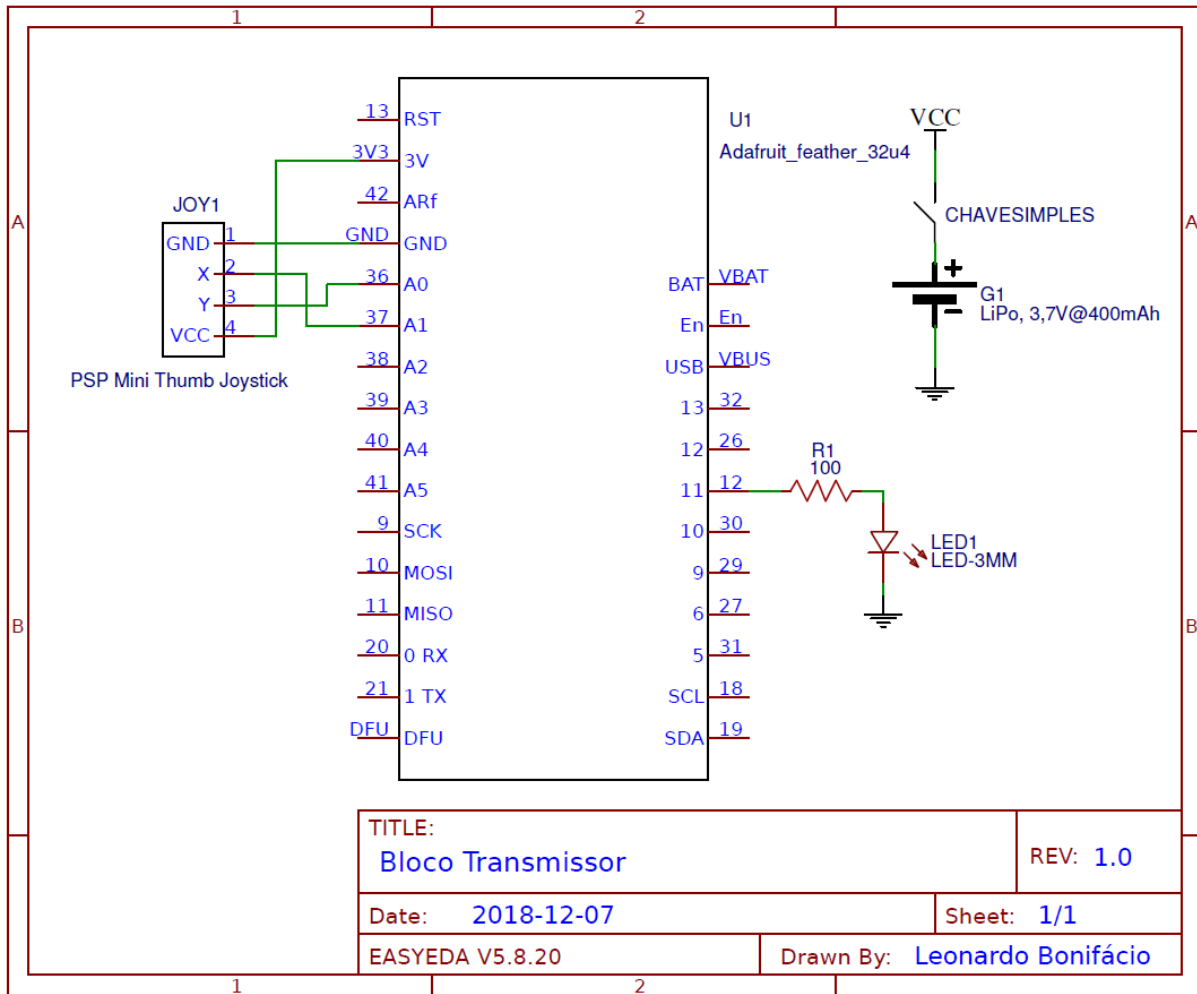 1 2
A A
B B
1 2
JOY1
GND 1
X 2
Y 3
VCC 4
PSP Mini Thumb Joystick
U1
Adafruit_feather_32u4
13 RST
3V3 3V
42 ARf
GND GND
36 A0
37 A1
38 A2
39 A3
40 A4
41 A5
9 SCK
10 MOSI
11 MISO
20 0 RX
21 1 TX
DFU DFU
BAT VBAT
En En
USB VBUS
13 32
12 26
11 12
10 30
9 29
6 27
5 31
SCL 18
SDA 19
VCC
CHAVESIMPLES
+
-
G1
LiPo, 3,7V@400mAh
R1
100
LED1
LED-3MM
TITLE:
Bloco Transmissor
REV: 1.0
Date: 2018-12-07
Sheet: 1/1
EASYEDA V5.8.20
Drawn By: Leonardo Bonifácio